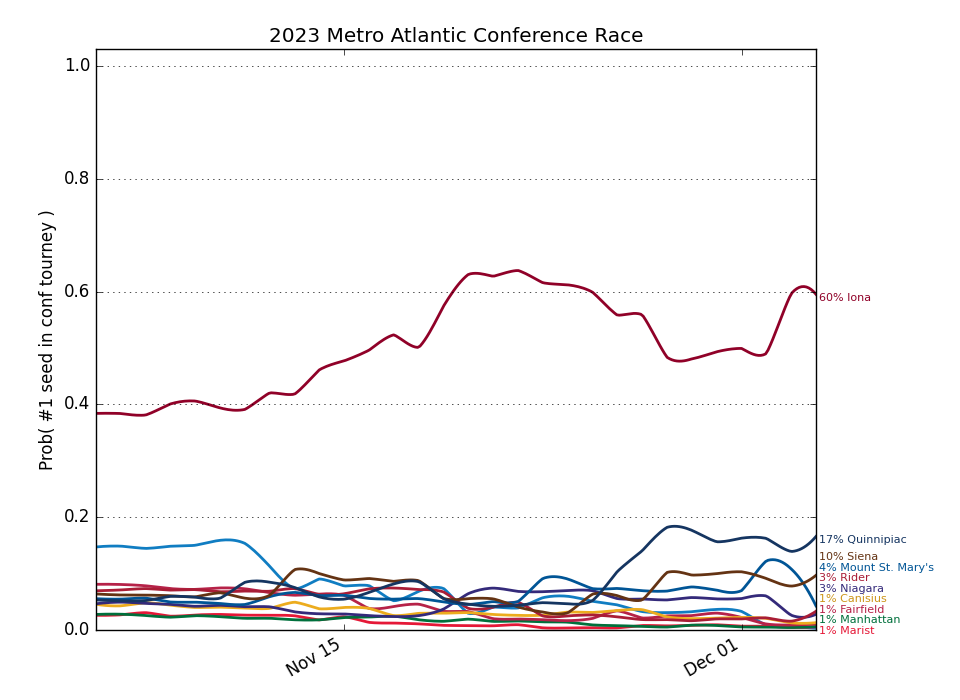 2023 Metro Atlantic Conference Race
1.0
0.8
0.6
0.4
0.2
0.0
Prob( #1 seed in conf tourney )
Nov 15
Dec 01
60% Iona
17% Quinnipiac
10% Siena
4% Mount St. Mary's
3% Rider
3% Niagara
1% Canisius
1% Fairfield
1% Manhattan
1% Marist